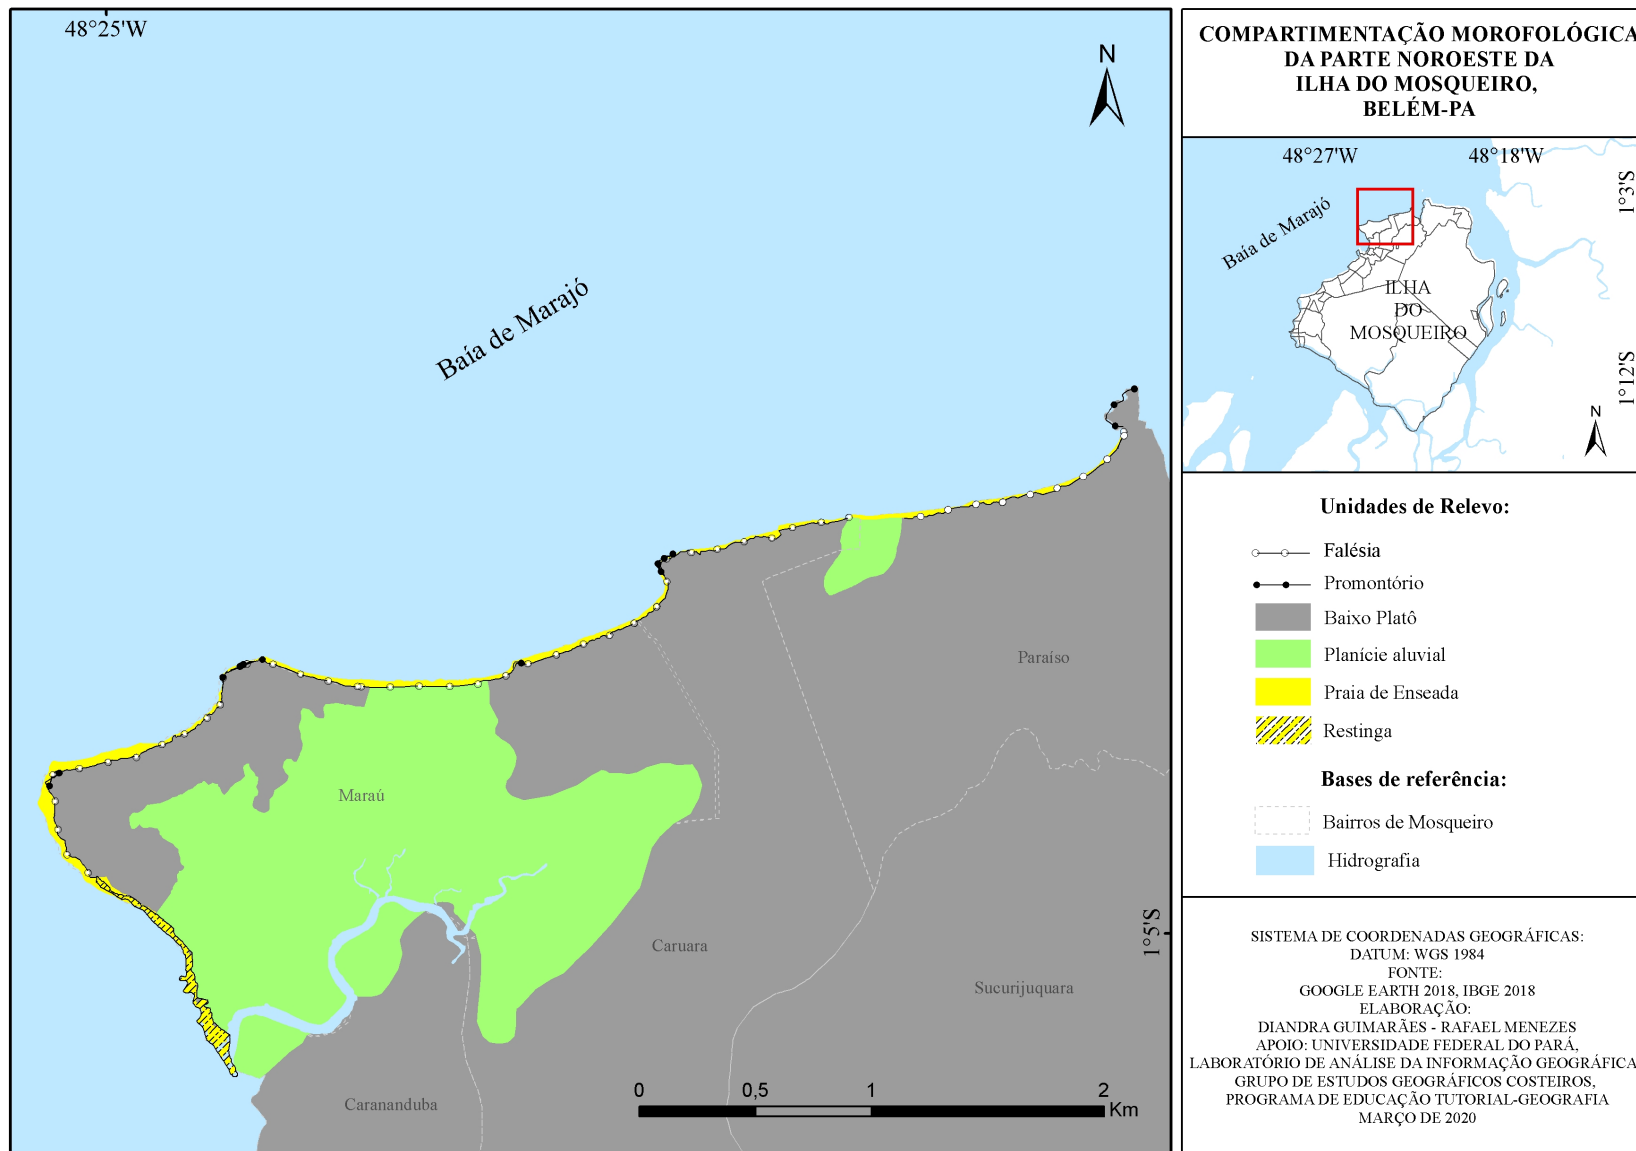 48°25'W
N
Baía de Marajó
Paraíso
Maraú
Caruara
Sucurijuquara
Carananduba
1°5'S
0 0,5 1 2
Km
COMPARTIMENTAÇÃO MOROFOLÓGICA
DA PARTE NOROESTE DA
ILHA DO MOSQUEIRO,
BELÉM-PA
48°27'W 48°18'W
1°3'S
Baía de Marajó
ILHA
DO
MOSQUEIRO
1°12'S
N
Unidades de Relevo:
Falésia
Promontório
Baixo Platô
Planície aluvial
Praia de Enseada
Restinga
Bases de referência:
Bairros de Mosqueiro
Hidrografia
SISTEMA DE COORDENADAS GEOGRÁFICAS:
DATUM: WGS 1984
FONTE:
GOOGLE EARTH 2018, IBGE 2018
ELABORAÇÃO:
DIANDRA GUIMARÃES - RAFAEL MENEZES
APOIO: UNIVERSIDADE FEDERAL DO PARÁ,
LABORATÓRIO DE ANÁLISE DA INFORMAÇÃO GEOGRÁFICA
GRUPO DE ESTUDOS GEOGRÁFICOS COSTEIROS,
PROGRAMA DE EDUCAÇÃO TUTORIAL-GEOGRAFIA
MARÇO DE 2020